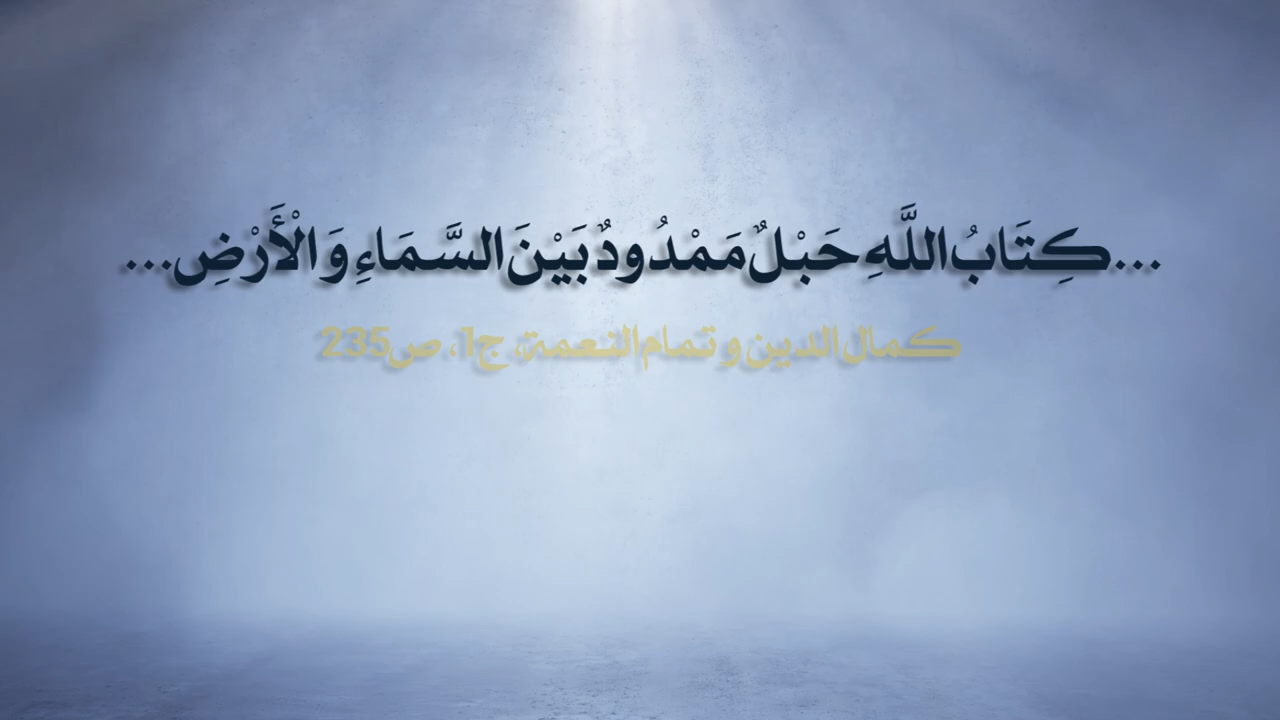 ...كِتَابُ اللَّهِ حَبْلٌ مَمْدُودٌ بَيْنَ السَّمَاءِ وَ الْأَرْضِ...
كمال الدين و تمام النعمة، ج1، ص235